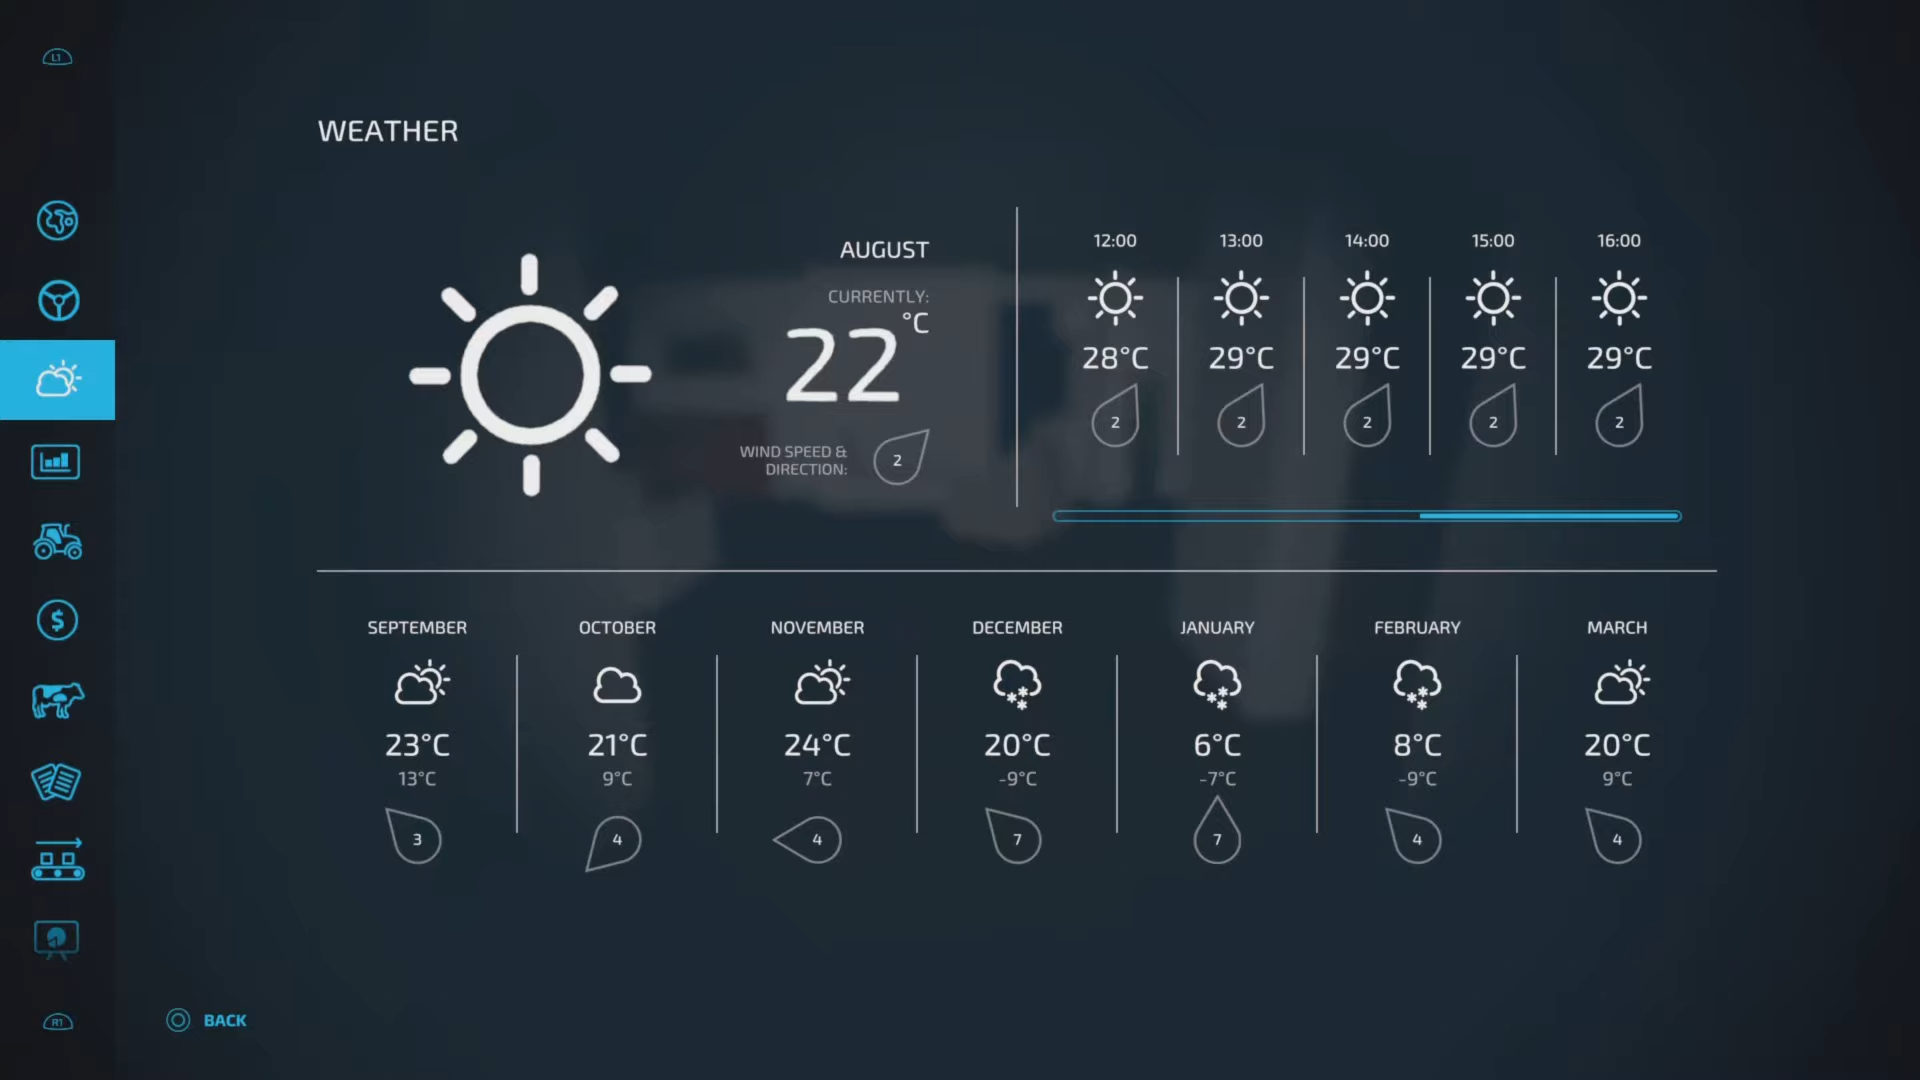 L1
WEATHER
AUGUST
CURRENTLY:
22°C
WIND SPEED &
DIRECTION:
2
12:00 13:00 14:00 15:00 16:00
28°C 29°C 29°C 29°C 29°C
2 2 2 2 2
SEPTEMBER OCTOBER NOVEMBER DECEMBER JANUARY FEBRUARY MARCH
23°C 21°C 24°C 20°C 6°C 8°C 20°C
13°C 9°C 7°C -9°C -7°C -9°C 9°C
3 4 4 7 7 4 4
$
R1
BACK